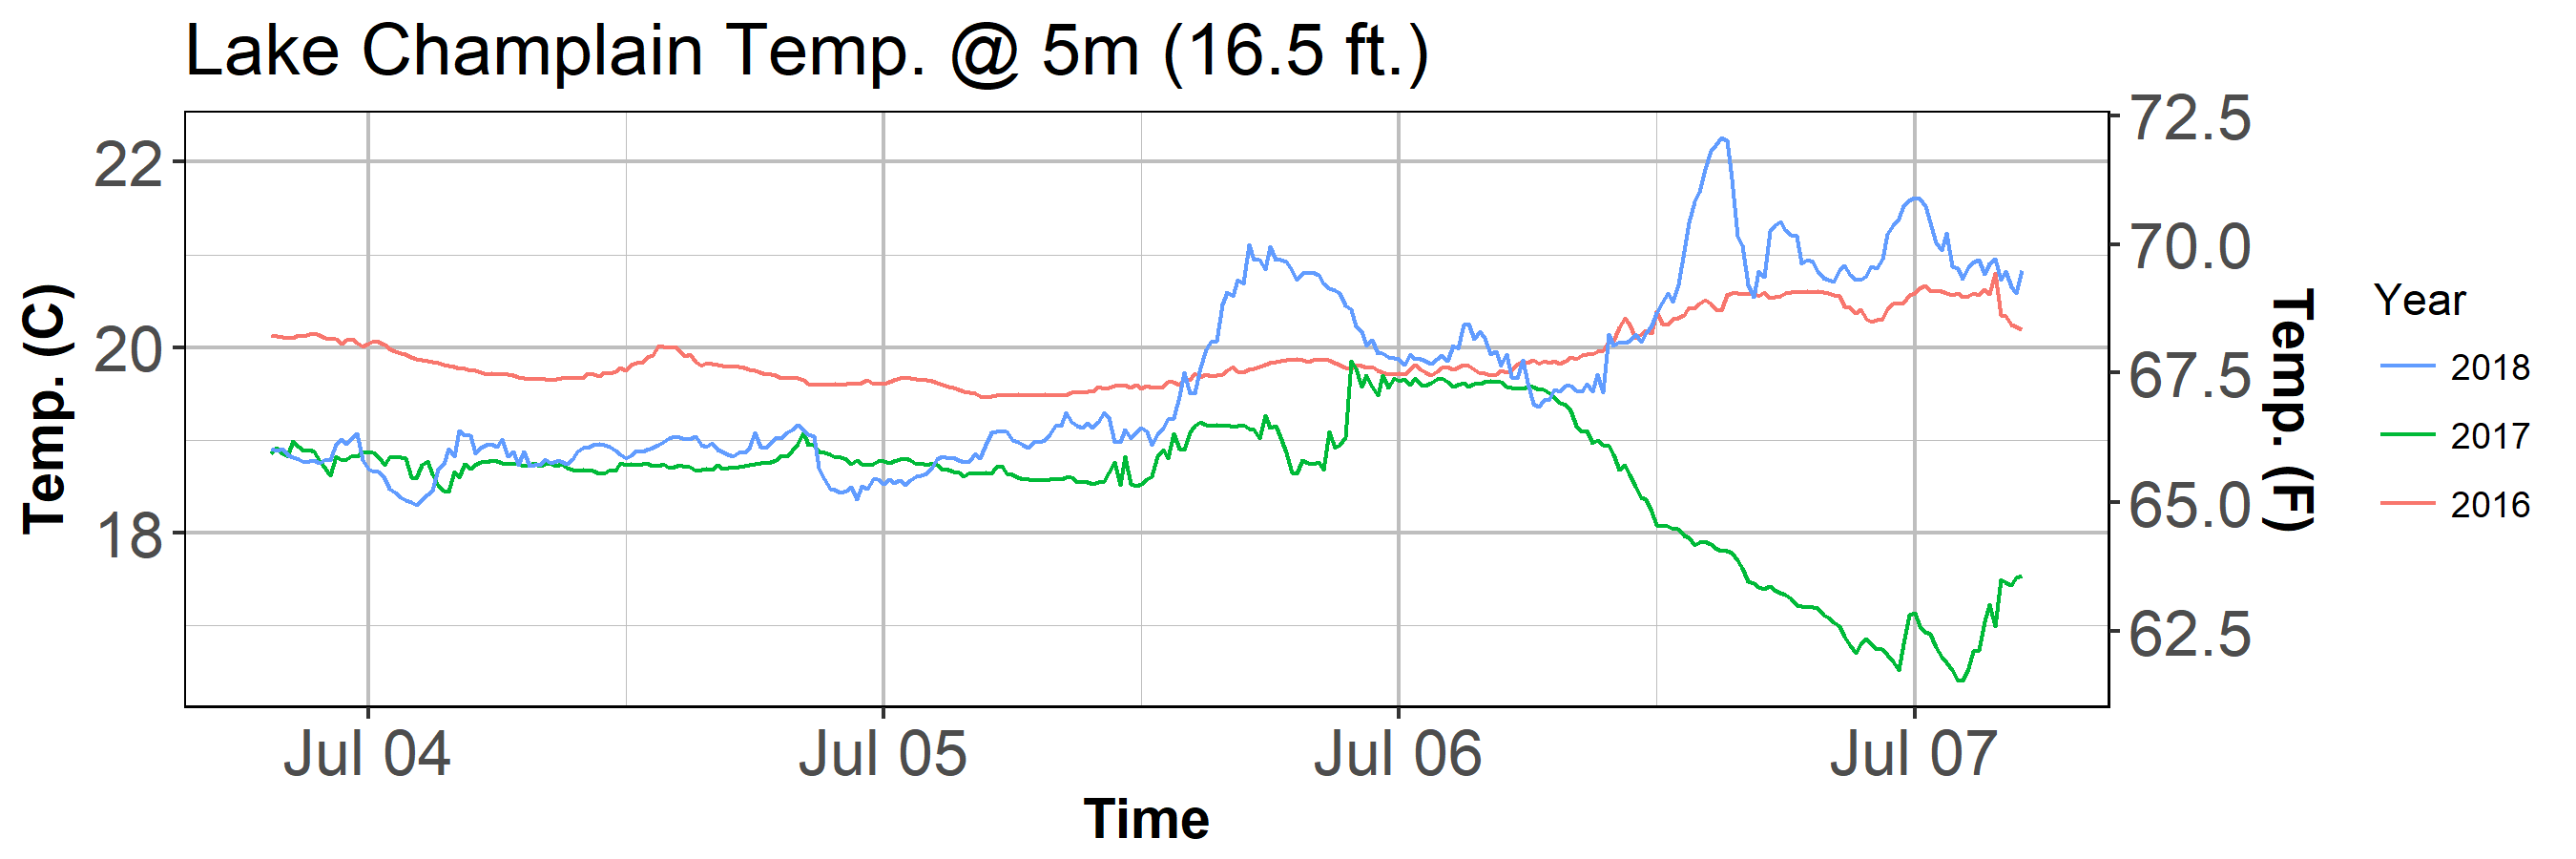 Lake Champlain Temp. @ 5m (16.5 ft.)
Temp. (C)
22
20
18
72.5
70.0
67.5
65.0
62.5
Temp. (F)
Jul 04 Jul 05 Jul 06 Jul 07
Time
Year
2018
2017
2016